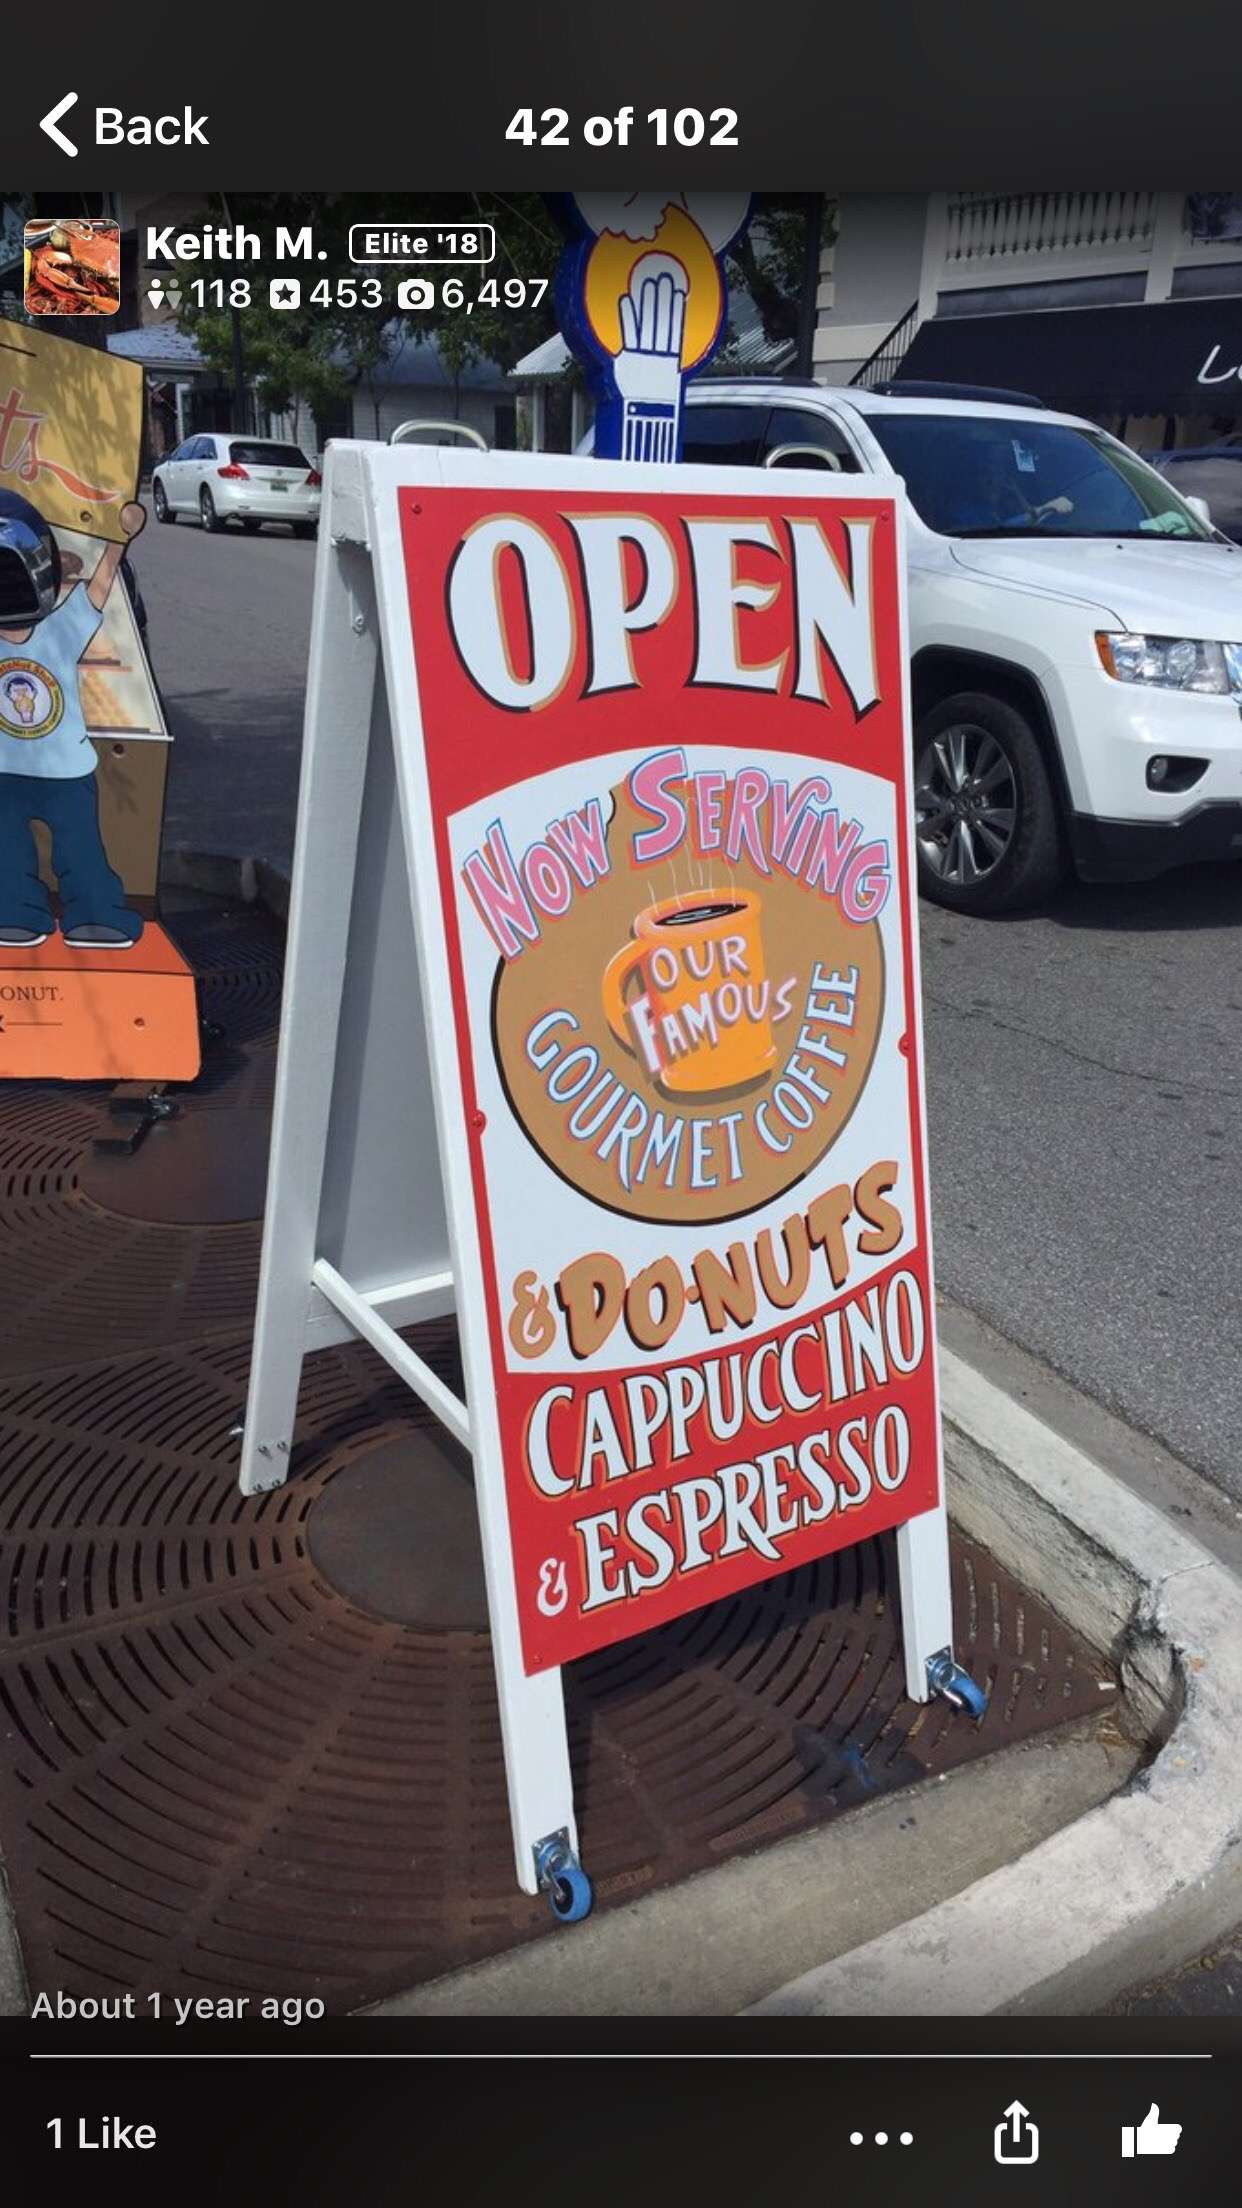 Back
42 of 102
Keith M. Elite '18
118 453 6,497
ts
OPEN
NOW SERVING
OUR
FAMOUS
GOURMET COFFEE
& DO-NUTS
CAPPUCCINO
& ESPRESSO
ONUT.
About 1 year ago
1 Like